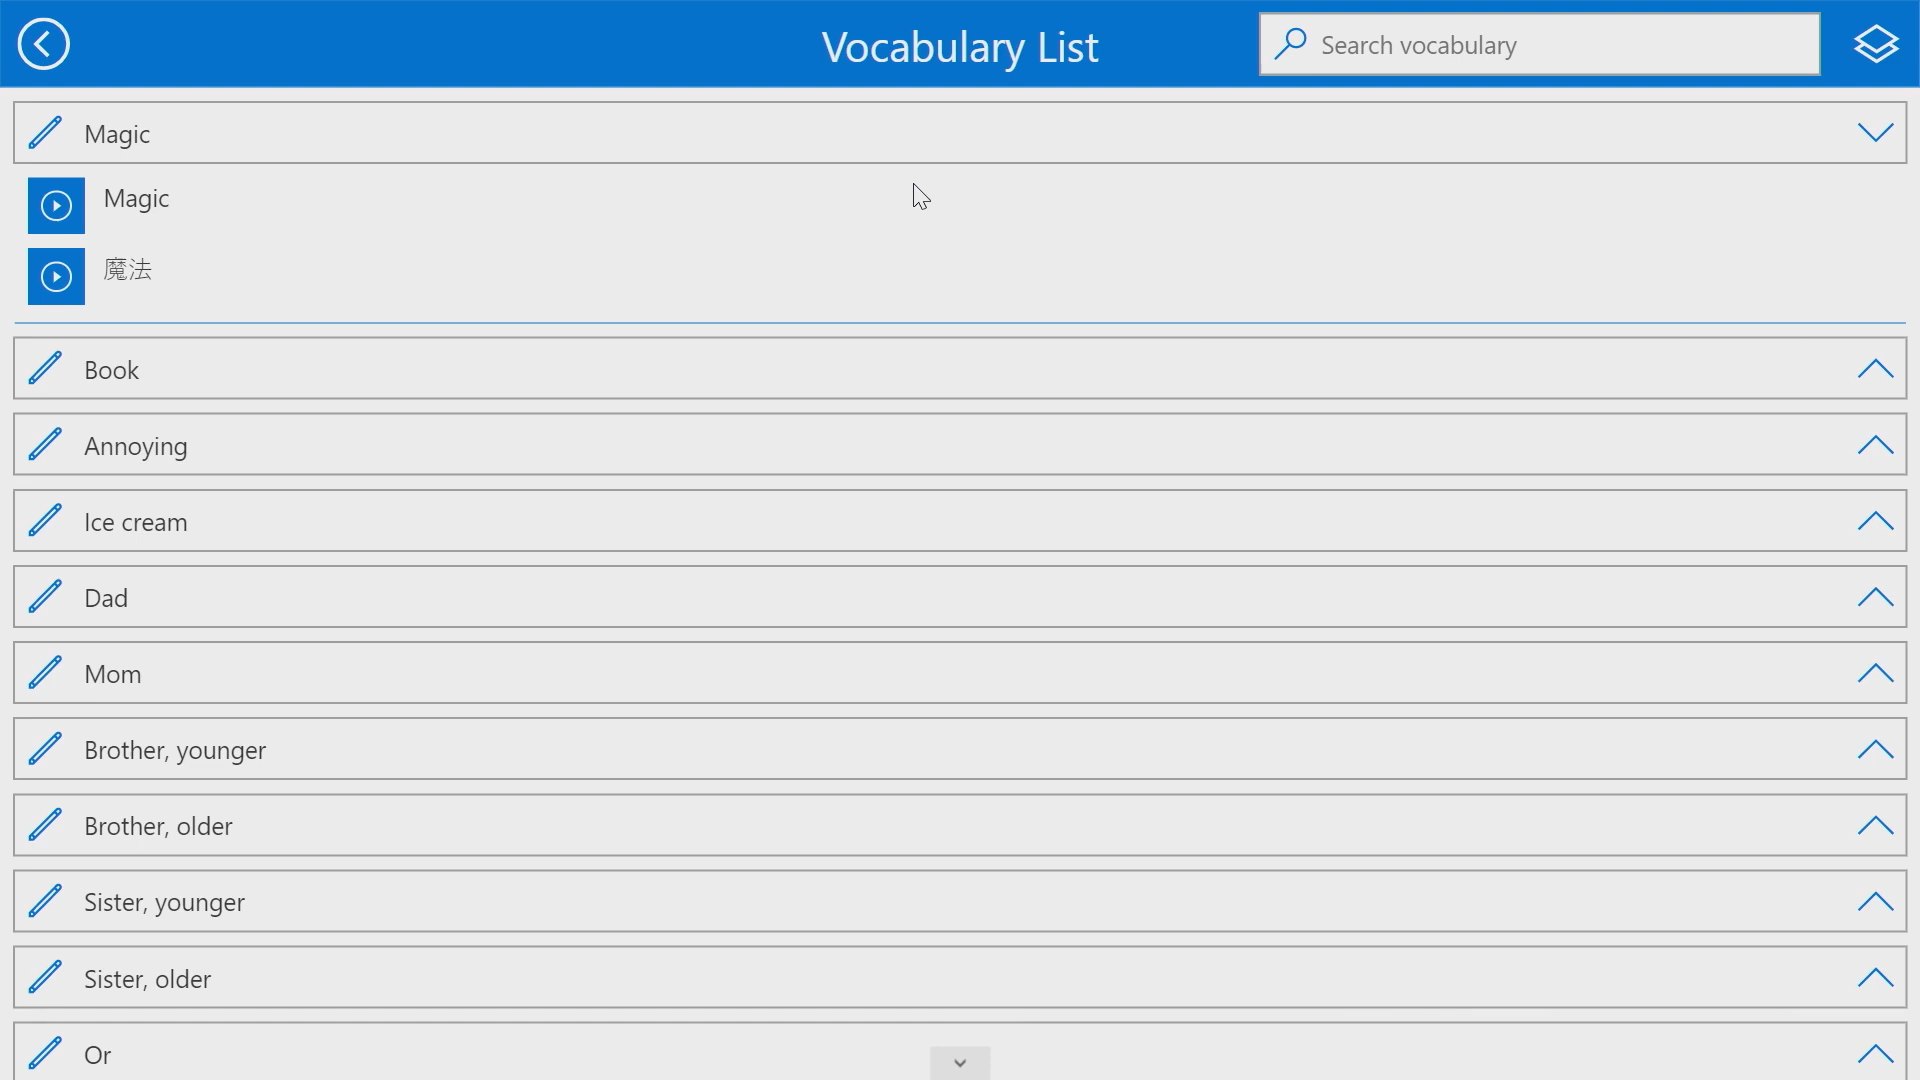 Vocabulary List
Search vocabulary
Magic
Magic
魔法
Book
Annoying
Ice cream
Dad
Mom
Brother, younger
Brother, older
Sister, younger
Sister, older
Or